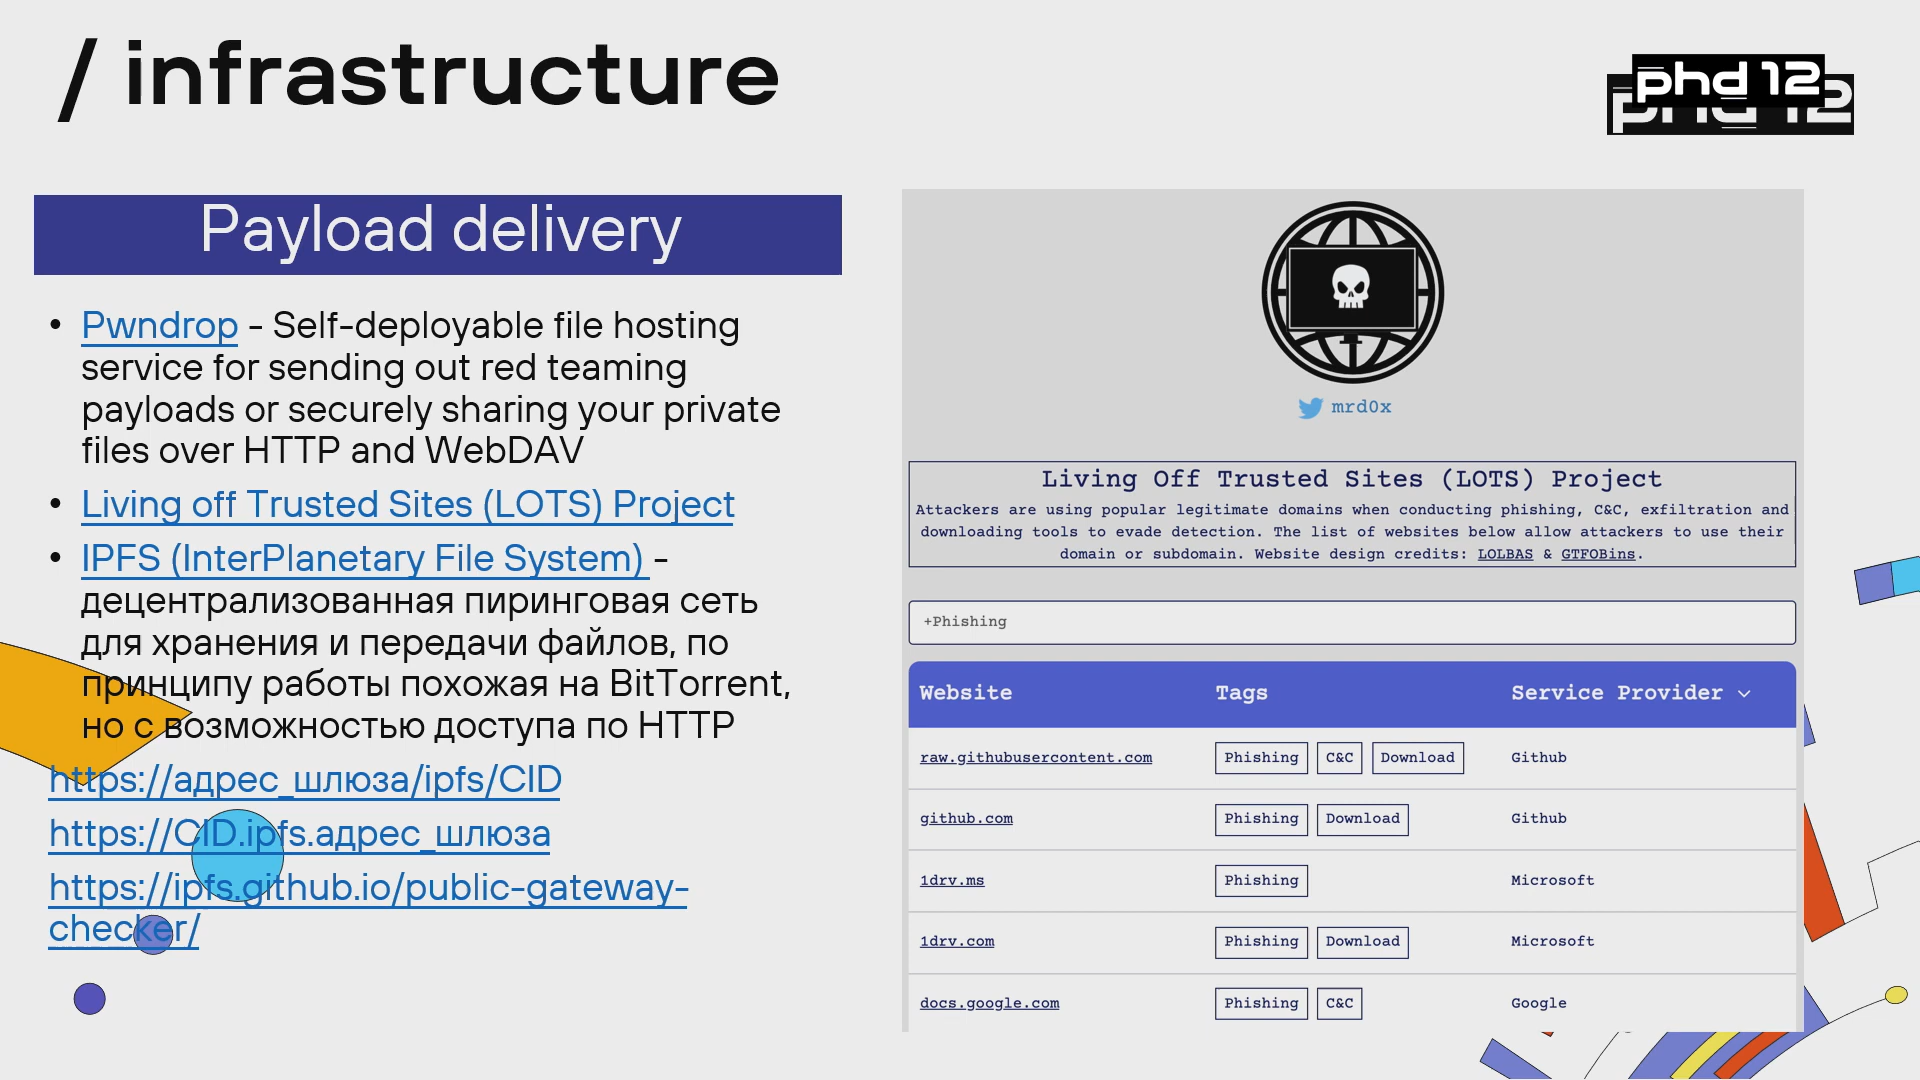 / infrastructure
phd 12
phd 12
Payload delivery
• Pwndrop - Self-deployable file hosting
service for sending out red teaming
payloads or securely sharing your private
files over HTTP and WebDAV
• Living off Trusted Sites (LOTS) Project
• IPFS (InterPlanetary File System) -
децентрализованная пиринговая сеть
для хранения и передачи файлов, по
принципу работы похожая на BitTorrent,
но с возможностью доступа по HTTP
https://адрес_шлюза/ipfs/CID
https://CID.ipfs.адрес_шлюза
https://ipfs.github.io/public-gateway-
checker/
mrd0x
Living Off Trusted Sites (LOTS) Project
Attackers are using popular legitimate domains when conducting phishing, C&C, exfiltration and
downloading tools to evade detection. The list of websites below allow attackers to use their
domain or subdomain. Website design credits: LOLBAS & GTFOBins.
+Phishing
Website Tags Service Provider
raw.githubusercontent.com Phishing C&C Download Github
github.com Phishing Download Github
1drv.ms Phishing Microsoft
1drv.com Phishing Download Microsoft
docs.google.com Phishing C&C Google